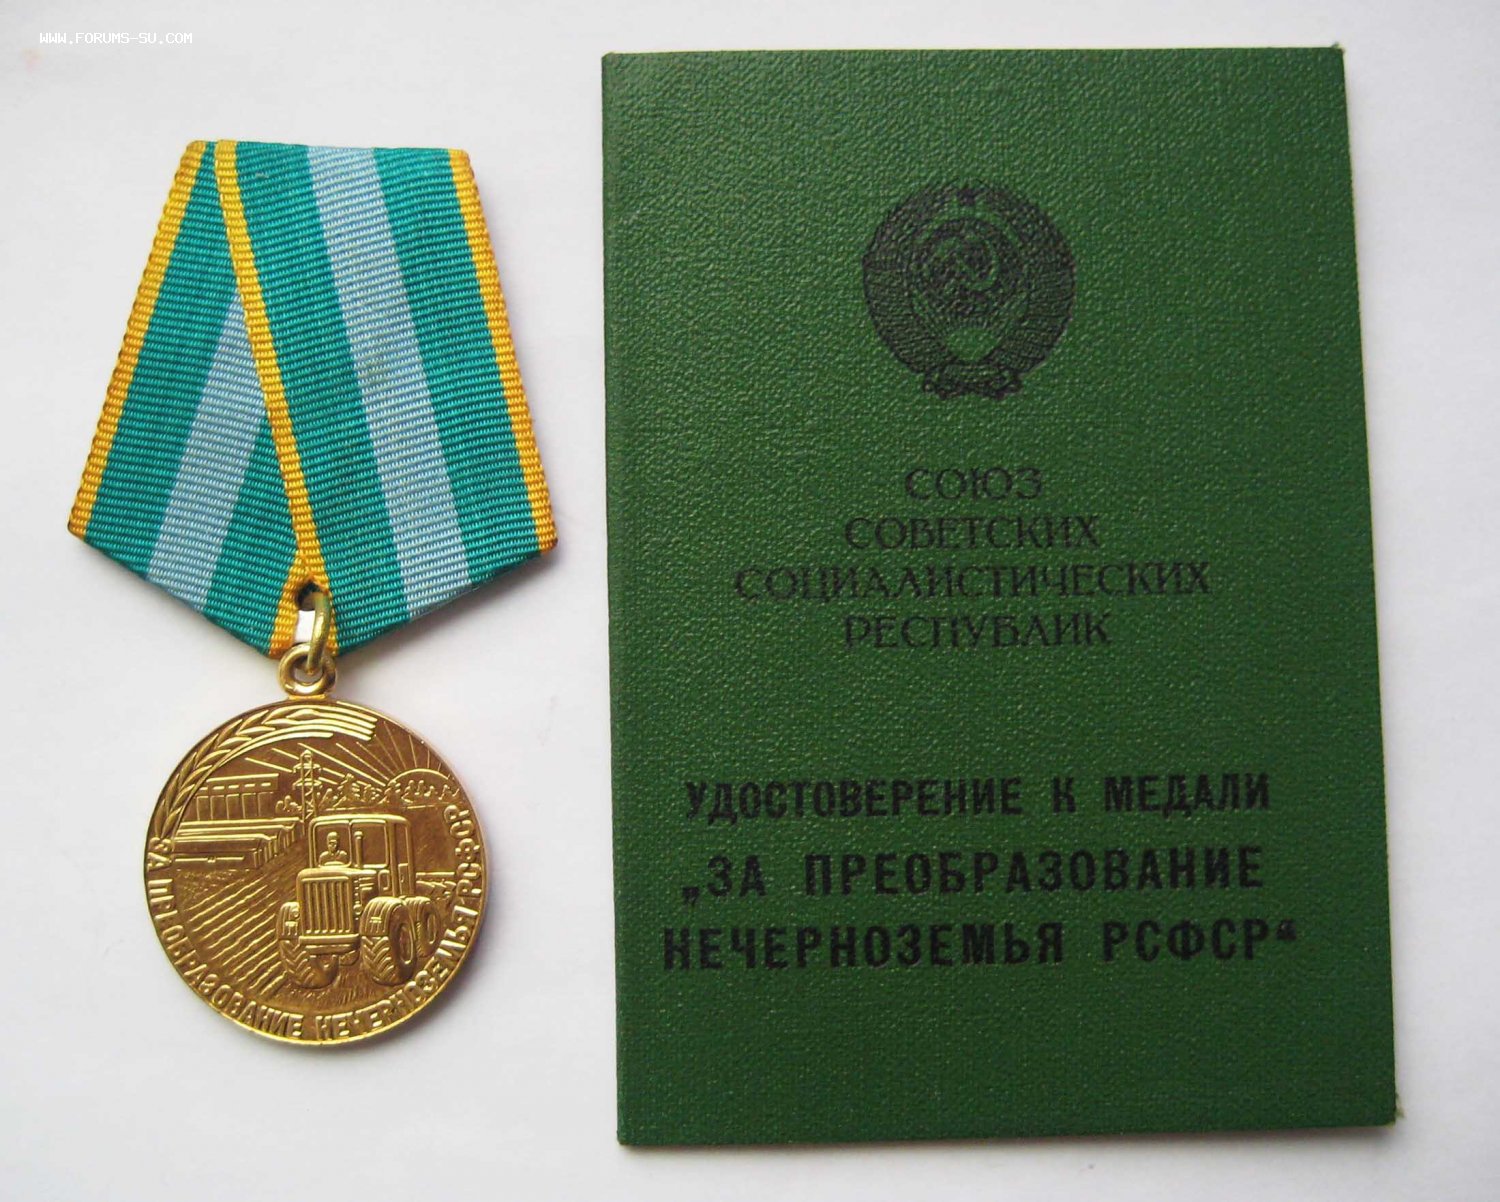 WWW.FORUMS-SU.COM
ЗА ПРЕОБРАЗОВАНИЕ НЕЧЕРНОЗЕМЬЯ РСФСР
СОЮЗ
СОВЕТСКИХ
СОЦИАЛИСТИЧЕСКИХ
РЕСПУБЛИК
УДОСТОВЕРЕНИЕ К МЕДАЛИ
„ЗА ПРЕОБРАЗОВАНИЕ
НЕЧЕРНОЗЕМЬЯ РСФСР“